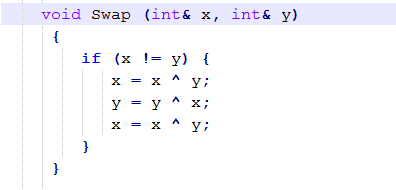 void Swap (int& x, int& y)
{
if (x != y) {
x = x ^ y;
y = y ^ x;
x = x ^ y;
}
}